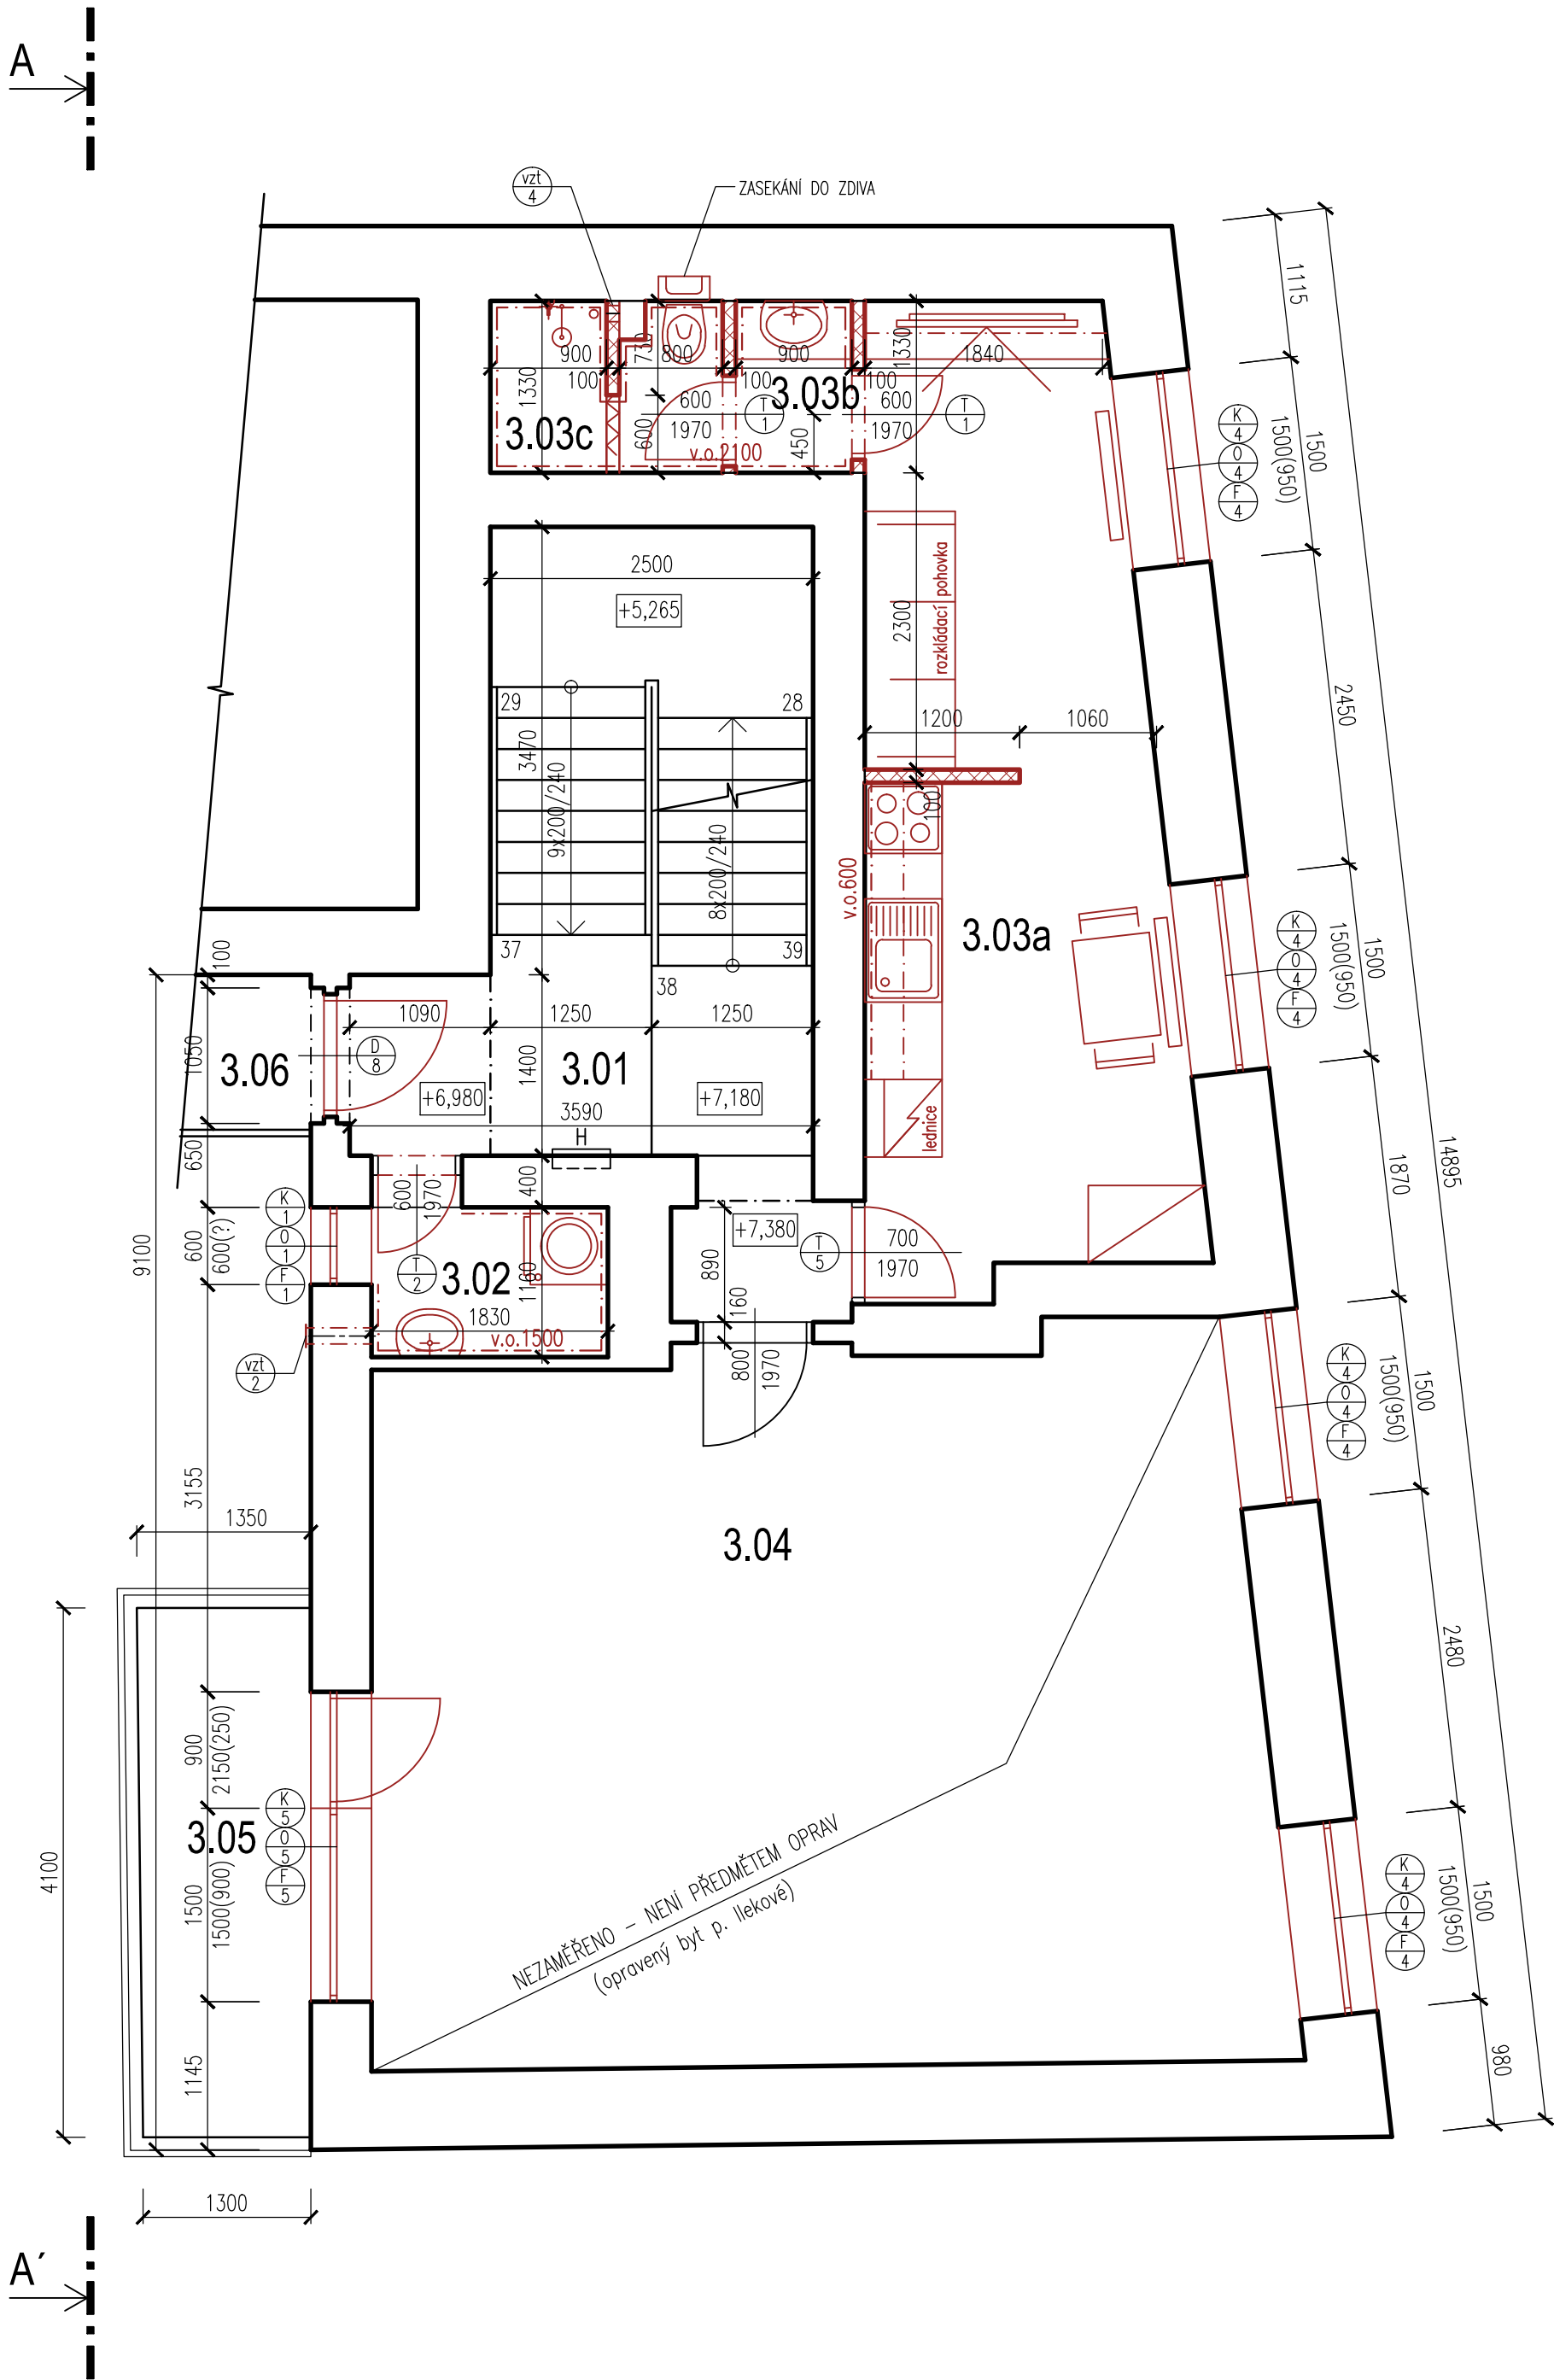 A
vzt
4
ZASEKÁNÍ DO ZDIVA
1115
900
730
800
900
1330
1840
100
1330
100
100
3.03b
600
1970
T
1
600
1970
T
1
3.03c
600
v.o.2100
450
K
4
O
4
F
4
1500
1500(950)
2500
+5,265
2300
rozkládací pohovka
2450
29
28
1200
1060
3470
9x200/240
8x200/240
100
v.o.600
3.03a
K
4
O
4
F
4
1500
1500(950)
37
39
38
100
1090
1250
1250
1050
3.06
D
8
3.01
1400
+6,980
+7,180
3590
H
lednice
14895
1870
650
400
600
1970
K
1
O
1
F
1
600
600(?)
9100
+7,380
T
5
700
1970
890
160
T
2
3.02
1160
1830
v.o.1500
vzt
2
800
1970
K
4
O
4
F
4
1500
1500(950)
3155
1350
3.04
2480
900
2150(250)
K
5
O
5
F
5
3.05
1500
1500(900)
4100
NEZAMĚŘENO - NENÍ PŘEDMĚTEM OPRAV
(opravený byt p. Ilekové)
K
4
O
4
F
4
1500
1500(950)
1145
980
1300
A´